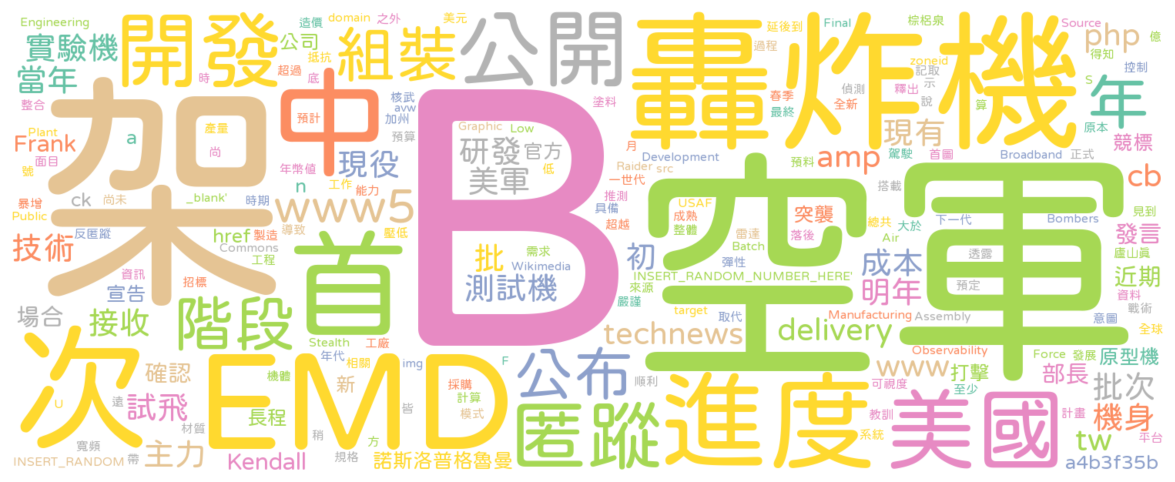 Engineering
開發
組裝
公開
轟炸機
造價
domain
之外
美元
Final
棕梠泉
Source
實驗機
公司
抵抗
延後到
php
億
當年
超過
底
過程
zoneid
得知
控制
整合
時
核武
avw
塗料
偵測
記取
示
釋出
S
架
中
預計
加州
春季
全新
說
算
年
Plant
產量
Graphic
Low
月
最終
原本
Frank
a
尚
預算
研發
官方
低
Raider
src
現有
競標
號
面目
年幣值
現役
美軍
Development
預料
駕駛
首圖
Broadband
正式
暴增
ck
尚未
_blank'
工作
能力
n
一世代
amp
cb
Public
時期
www5
B
推測
具備
USAF
成熟
突襲
搭載
見到
反匿蹤
導致
壓低
超越
整體
總共
大於
下一代
Bombers
技術
href
製造
首
批
初
雷達
落後
空軍
發言
Commons
工程
需求
Batch
彈性
Air
透露
廬山真
資訊
宣告
招標
測試機
Wikimedia
INSERT_RANDOM_NUMBER_HERE'
成本
近期
場合
接收
階段
來源
嚴謹
明年
預定
資料
戰術
target
取代
Manufacturing
Assembly
意圖
全球
Stealth
工廠
technews
delivery
次
EMD
年代
相關
img
F
公布
Observability
Force
發展
原型機
確認
機體
新
採購
計算
順利
www
打擊
部長
可視度
至少
批次
試飛
長程
模式
匿蹤
進度
美國
U
遠
材質
皆
教訓
計畫
機身
寬頻
稍
方
系統
tw
平台
INSERT_RANDOM
帶
主力
Kendall
規格
諾斯洛普格魯曼
a4b3f35b